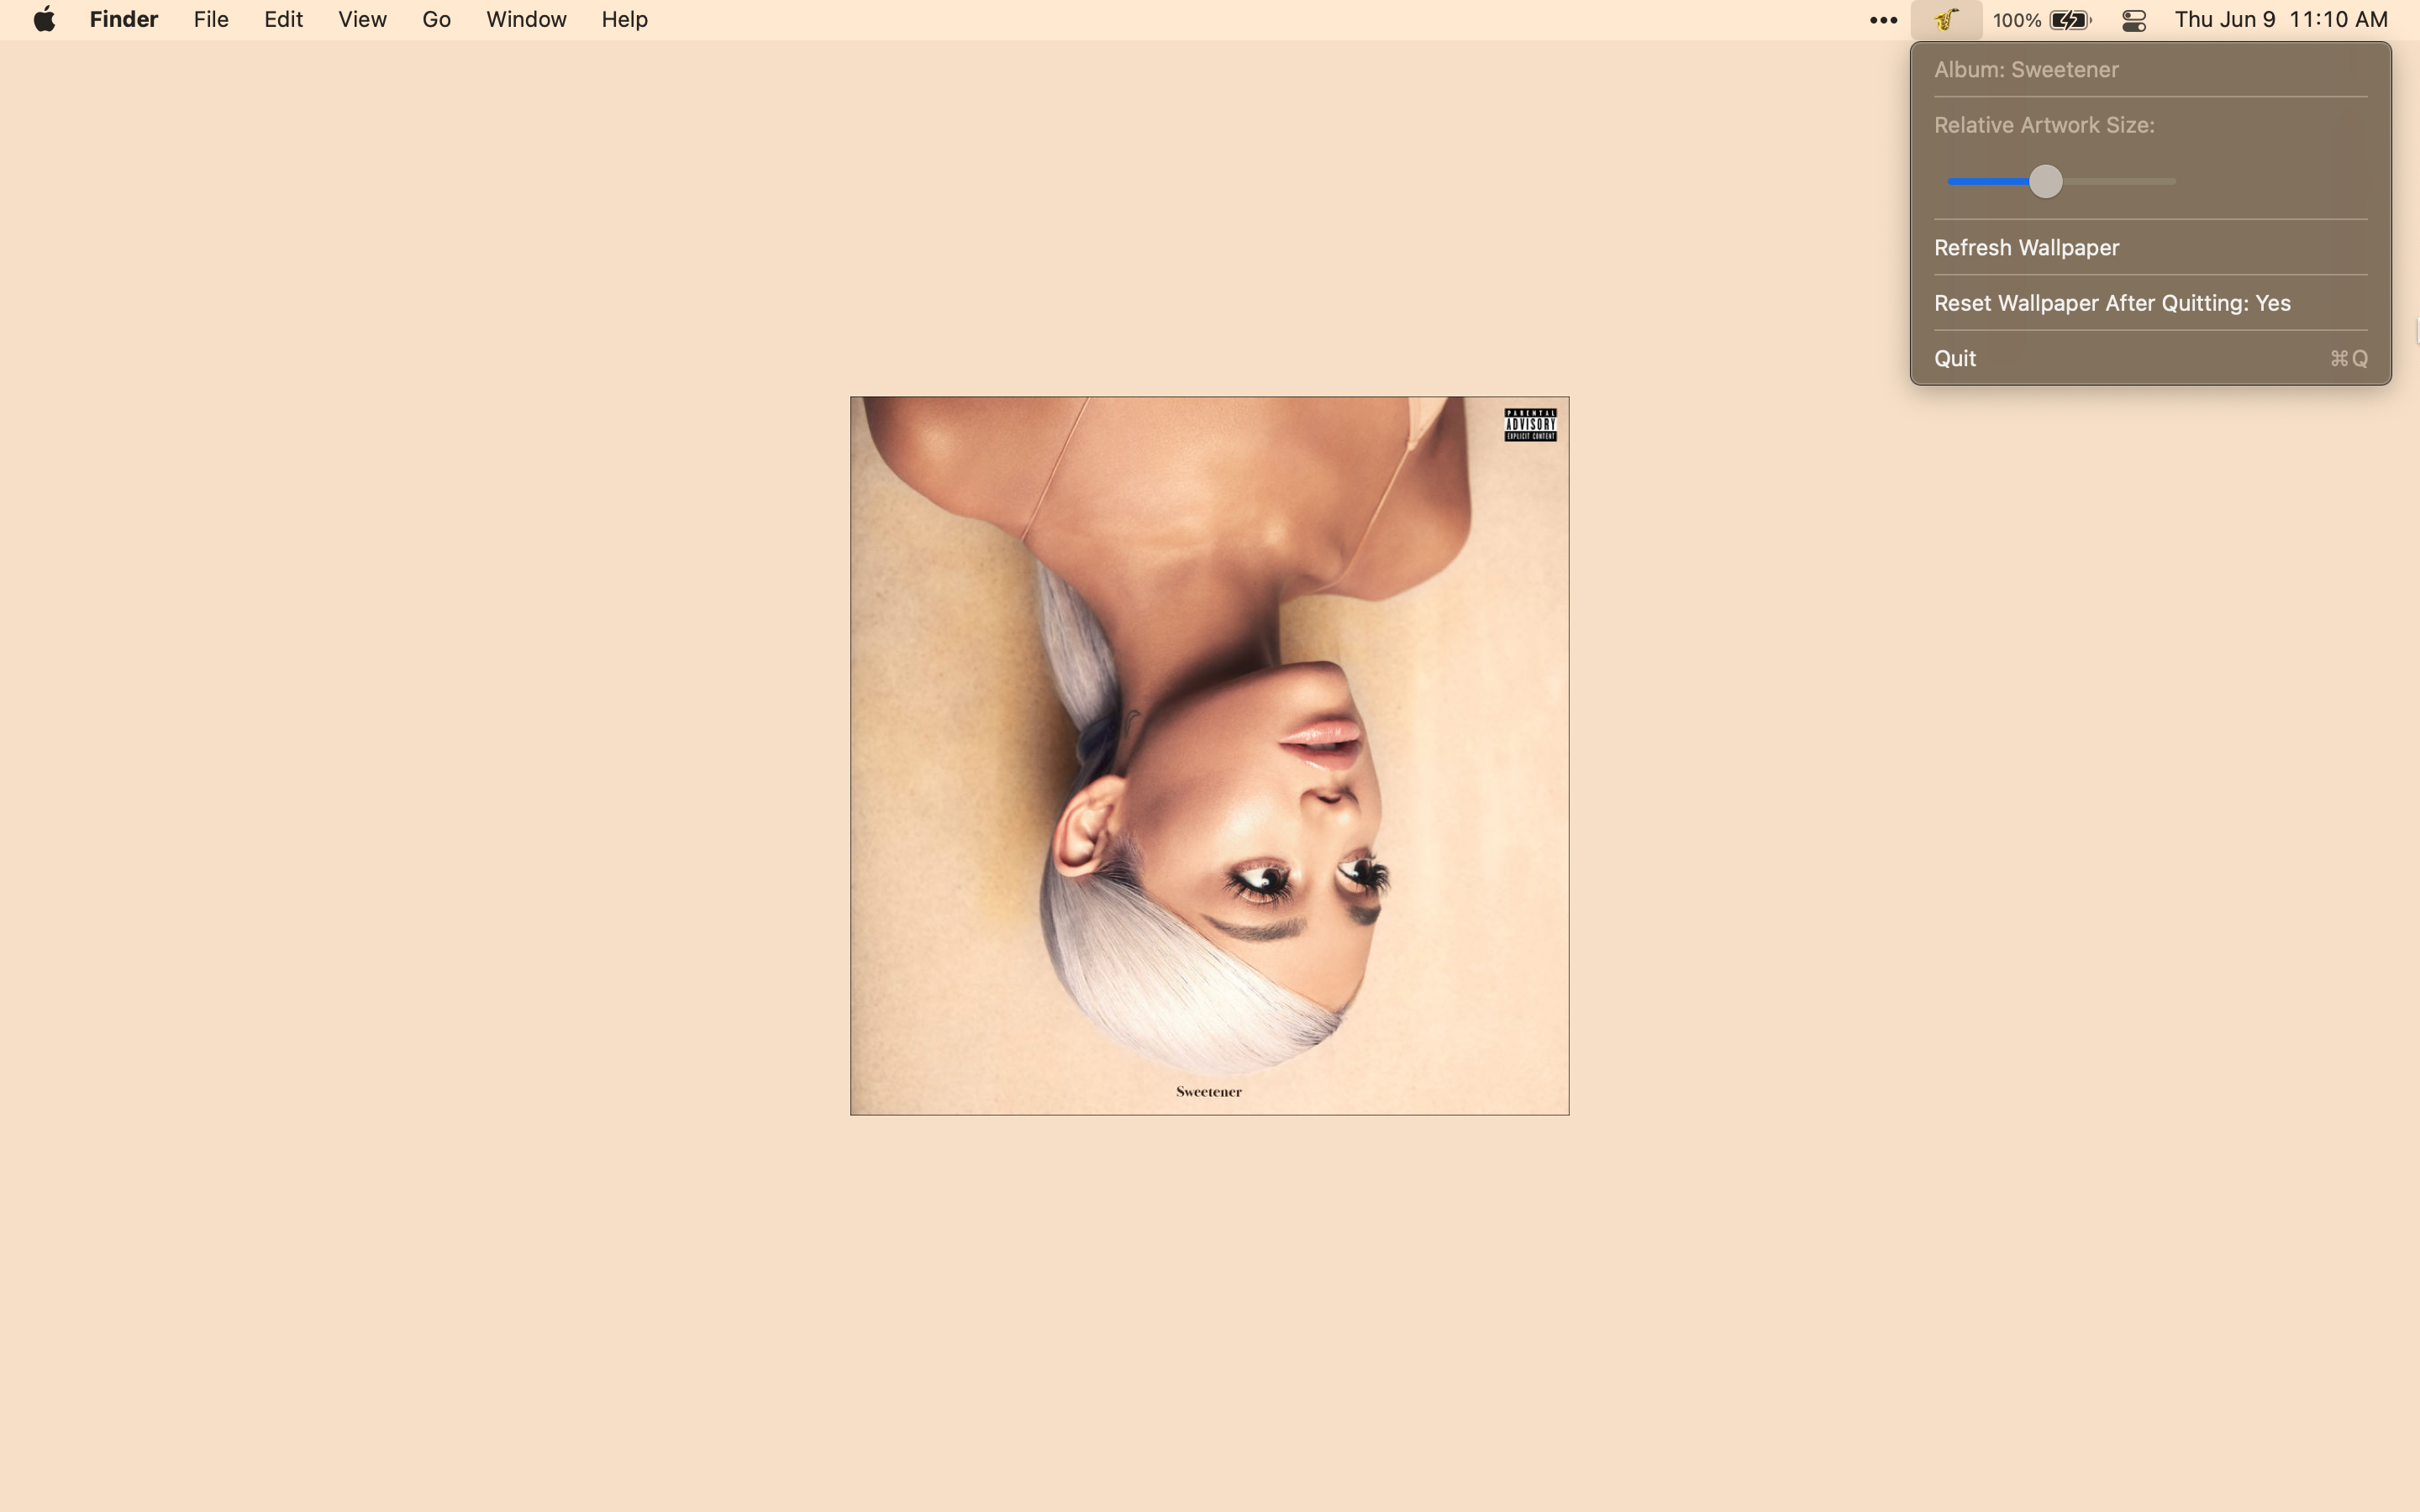 Finder File Edit View Go Window Help ••• 100% Thu Jun 9 11:10 AM
Album: Sweetener
Relative Artwork Size:
Refresh Wallpaper
Reset Wallpaper After Quitting: Yes
Quit ⌘Q
PARENTAL
ADVISORY
EXPLICIT CONTENT
Sweetener